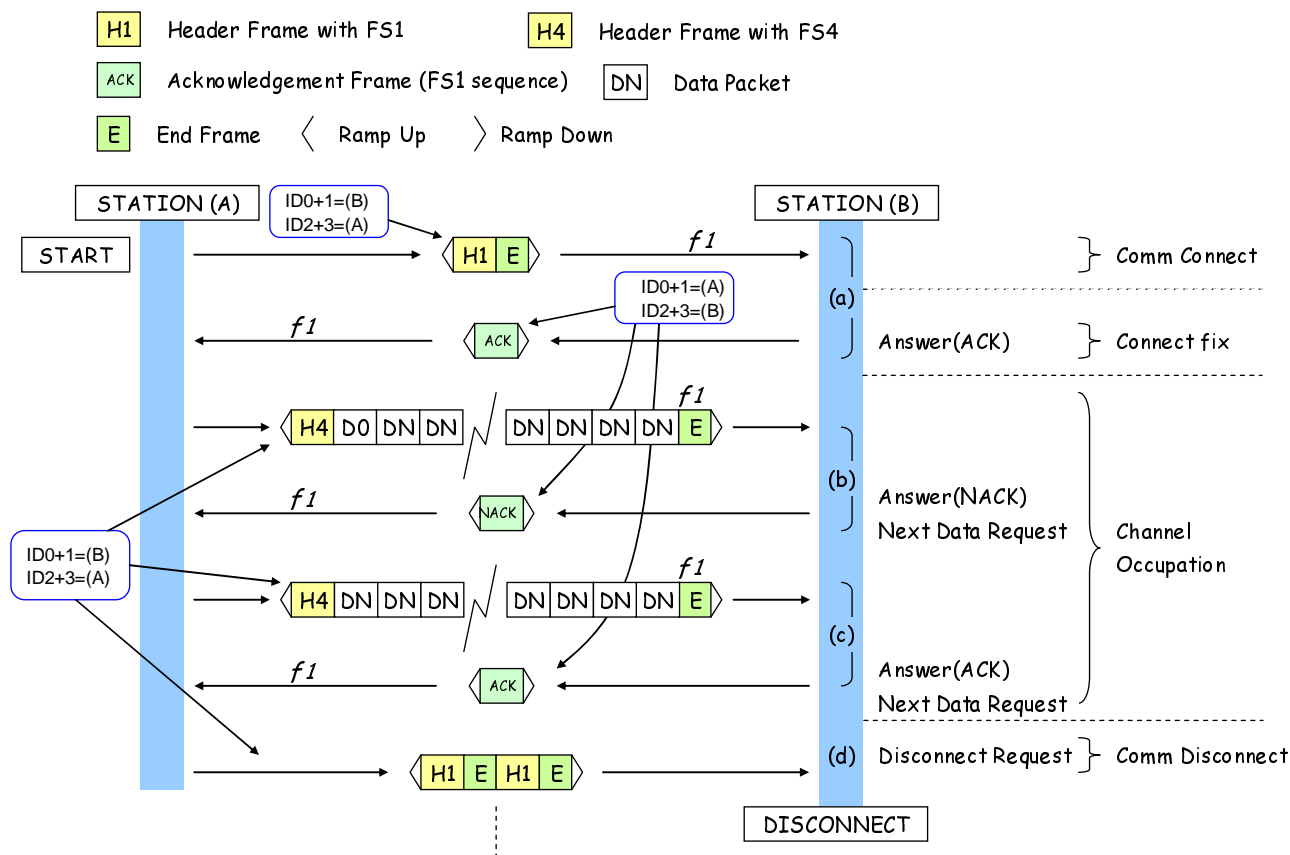 H1 Header Frame with FS1 H4 Header Frame with FS4
ACK Acknowledgement Frame (FS1 sequence) DN Data Packet
E End Frame Ramp Up Ramp Down
STATION (A)
ID0+1=(B)
ID2+3=(A)
STATION (B)
START
H1 E
f1
(a)
Comm Connect
ID0+1=(A)
ID2+3=(B)
f1
ACK
Answer(ACK)
Connect fix
f1
H4 D0 DN DN DN DN DN DN E
(b)
f1
NACK
Answer(NACK)
Next Data Request
Channel
Occupation
ID0+1=(B)
ID2+3=(A)
f1
H4 DN DN DN DN DN DN DN E
(c)
f1
ACK
Answer(ACK)
Next Data Request
(d)
Disconnect Request
Comm Disconnect
H1 E H1 E
DISCONNECT